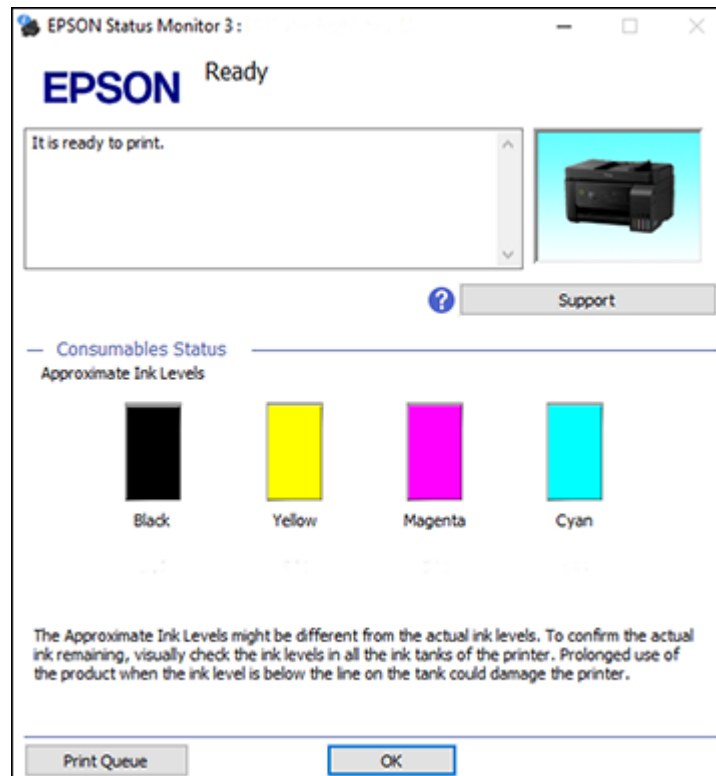 EPSON Status Monitor 3 :
EPSON
Ready
It is ready to print.
Support
Consumables Status
Approximate Ink Levels
Black Yellow Magenta Cyan
The Approximate Ink Levels might be different from the actual ink levels. To confirm the actual
ink remaining, visually check the ink levels in all the ink tanks of the printer. Prolonged use of
the product when the ink level is below the line on the tank could damage the printer.
Print Queue OK